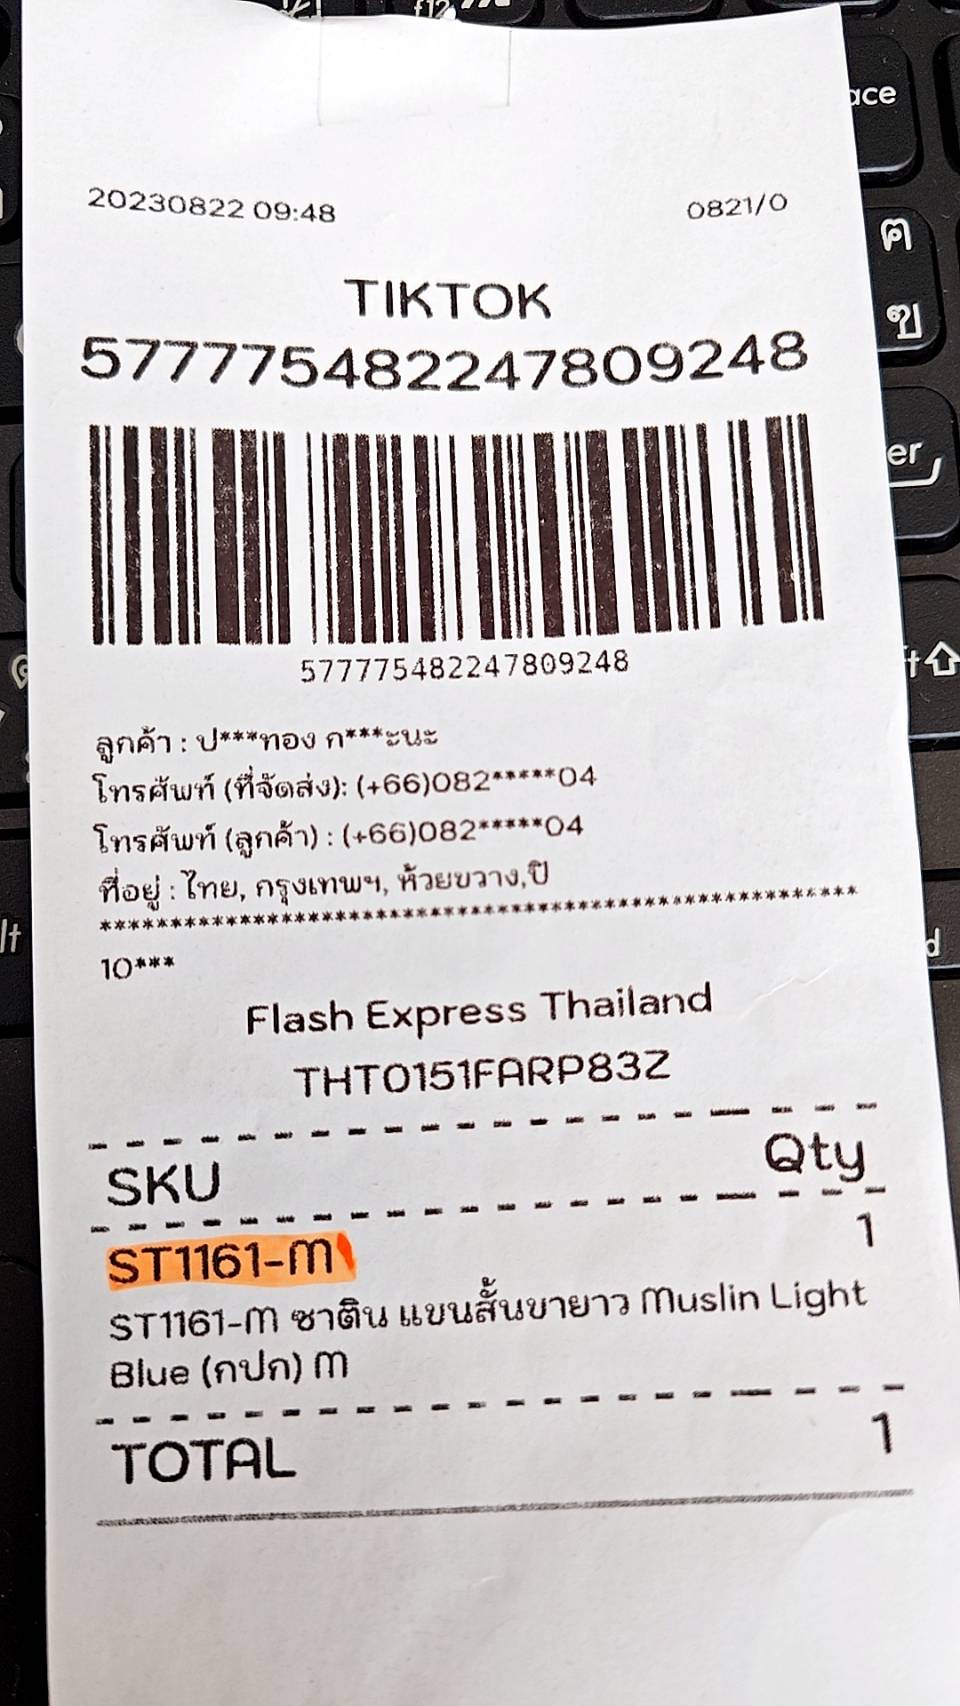 20230822 09:48 0821/0
TIKTOK
577775482247809248
577775482247809248
ลูกค้า : ป***ทอง ก***ะนะ
โทรศัพท์ (ที่จัดส่ง): (+66)082*****04
โทรศัพท์ (ลูกค้า) : (+66)082*****04
ที่อยู่ : ไทย, กรุงเทพฯ, ห้วยขวาง,ปิ
******************************************************
10***
Flash Express Thailand
THT0151FARP83Z
SKU Qty
ST1161-M 1
ST1161-M ซาติน แขนสั้นขายาว Muslin Light
Blue (กปก) M
TOTAL 1
ace
ฅ
ฃ
er
d
lt